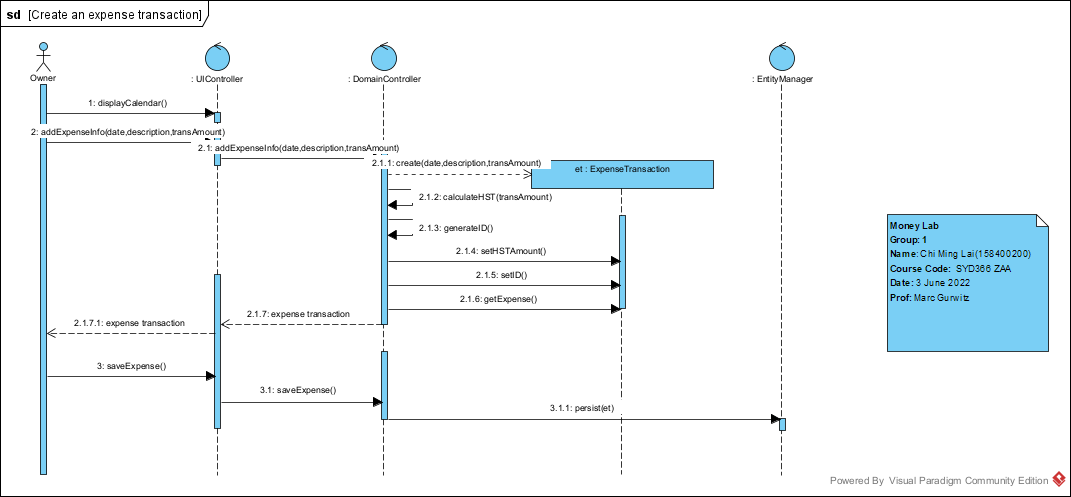 sd [Create an expense transaction]
Owner
: UIController
: DomainController
: EntityManager
1: displayCalendar()
2: addExpenseInfo(date,description,transAmount)
2.1: addExpenseInfo(date,description,transAmount)
2.1.1: create(date,description,transAmount)
et : ExpenseTransaction
2.1.2: calculateHST(transAmount)
2.1.3: generateID()
2.1.4: setHSTAmount()
2.1.5: setID()
2.1.6: getExpense()
2.1.7: expense transaction
2.1.7.1: expense transaction
3: saveExpense()
3.1: saveExpense()
3.1.1: persist(et)
Money Lab
Group: 1
Name: Chi Ming Lai(158400200)
Course Code: SYD366 ZAA
Date: 3 June 2022
Prof: Marc Gurwitz
Powered By Visual Paradigm Community Edition